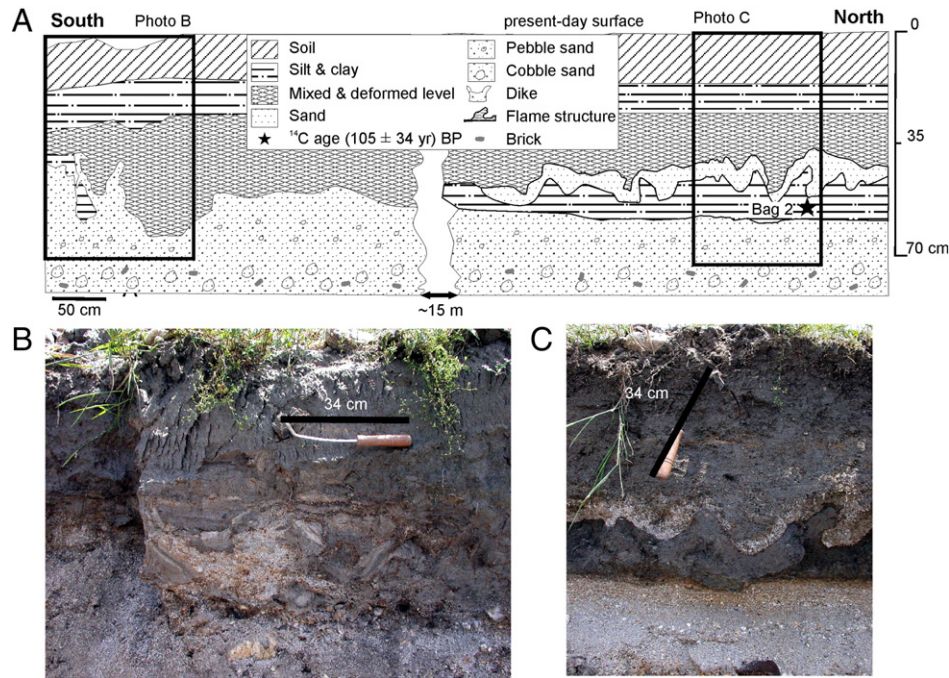 A
South
Photo B
present-day surface
Photo C
North
0
Soil
Silt & clay
Mixed & deformed level
Sand
¹⁴C age (105 ± 34 yr) BP
Pebble sand
Cobble sand
Dike
Flame structure
Brick
35
Bag 2
70 cm
50 cm
~15 m
B
34 cm
C
34 cm